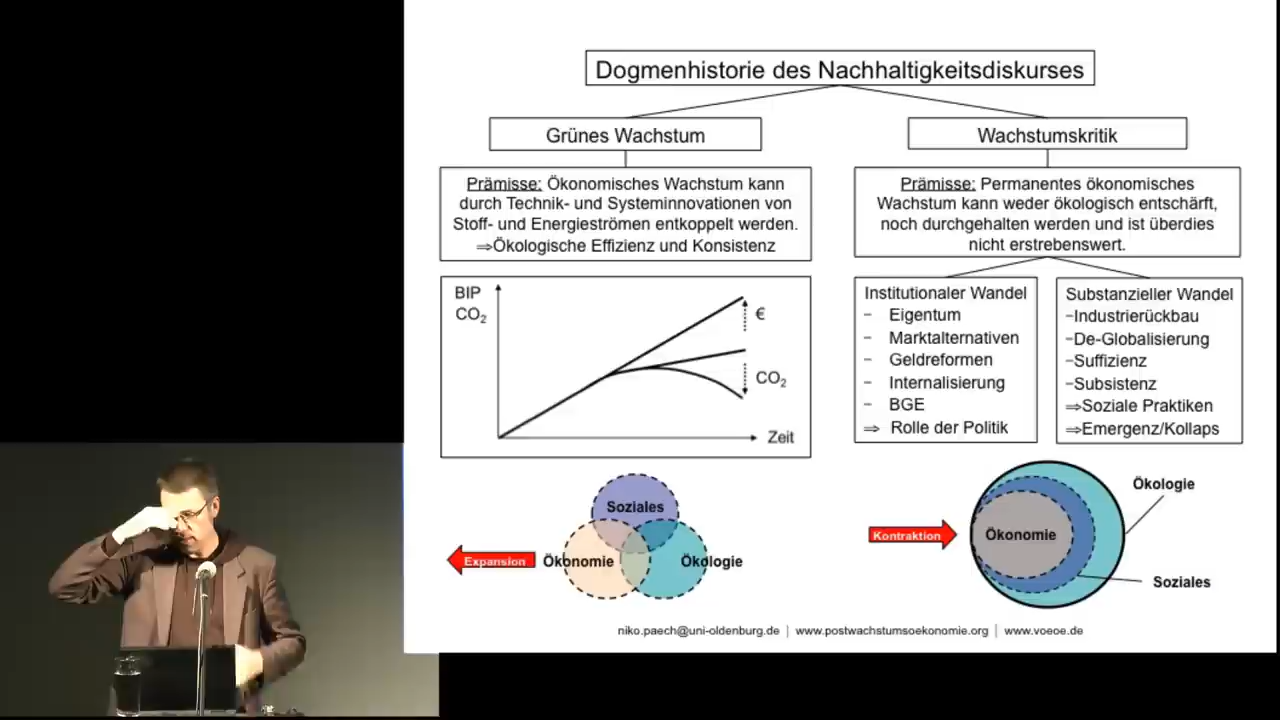 Dogmenhistorie des Nachhaltigkeitsdiskurses
Grünes Wachstum
Prämisse: Ökonomisches Wachstum kann
durch Technik- und Systeminnovationen von
Stoff- und Energieströmen entkoppelt werden.
⇒Ökologische Effizienz und Konsistenz
BIP
CO₂
€
CO₂
Zeit
Soziales
Expansion
Ökonomie
Ökologie
Wachstumskritik
Prämisse: Permanentes ökonomisches
Wachstum kann weder ökologisch entschärft,
noch durchgehalten werden und ist überdies
nicht erstrebenswert.
Institutionaler Wandel
– Eigentum
– Marktalternativen
– Geldreformen
– Internalisierung
– BGE
⇒ Rolle der Politik
Substanzieller Wandel
–Industrierückbau
–De-Globalisierung
–Suffizienz
–Subsistenz
⇒Soziale Praktiken
⇒Emergenz/Kollaps
Ökologie
Kontraktion
Ökonomie
Soziales
niko.paech@uni-oldenburg.de | www.postwachstumsoekonomie.org | www.voeoe.de